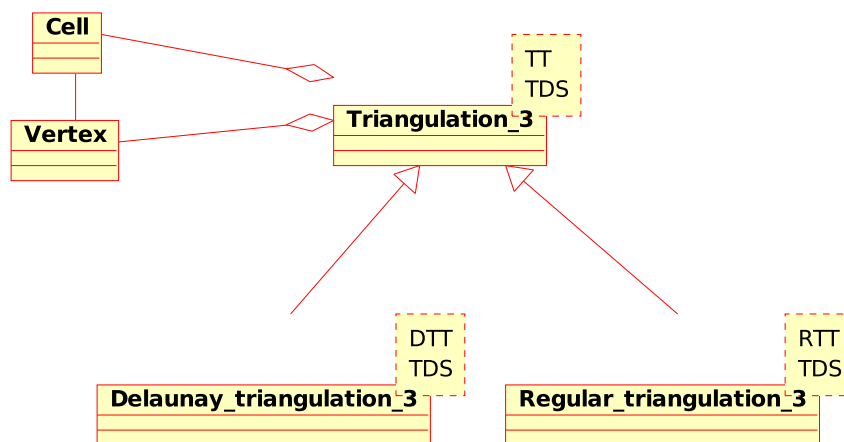 Cell
TT
TDS
Triangulation_3
Vertex
DTT
TDS
Delaunay_triangulation_3
RTT
TDS
Regular_triangulation_3